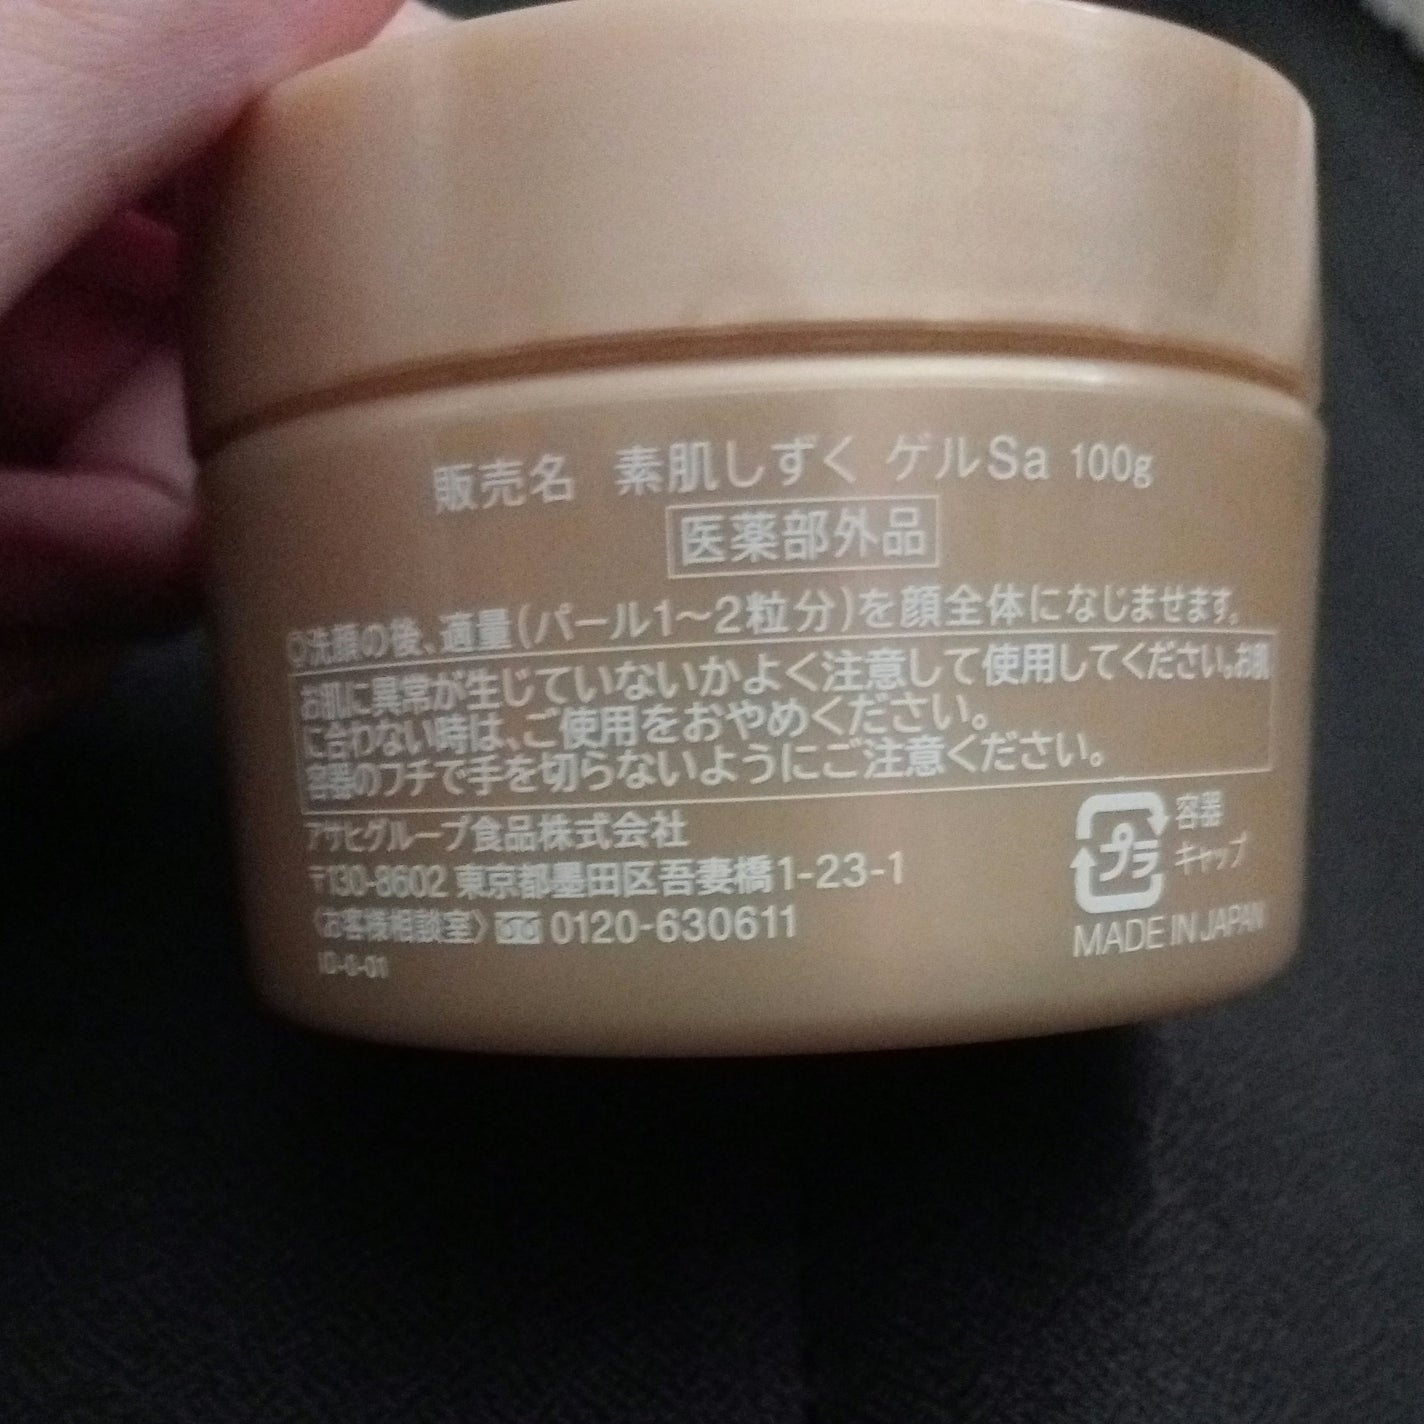 販売名 素肌しずく ゲルSa 100g
医薬部外品
○洗顔の後、適量(パール1〜2粒分)を顔全体になじませます。
お肌に異常が生じていないかよく注意して使用してください。お肌
に合わない時は、ご使用をおやめください。
容器のフチで手を切らないようにご注意ください。
アサヒグループ食品株式会社
〒130-8602 東京都墨田区吾妻橋1-23-1
〈お客様相談室〉 0120-630611
プラ
容器
キャップ
MADE IN JAPAN